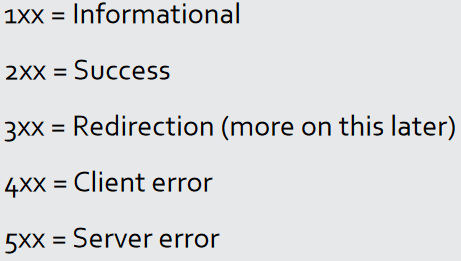 1xx = Informational
2xx = Success
3xx = Redirection (more on this later)
4xx = Client error
5xx = Server error